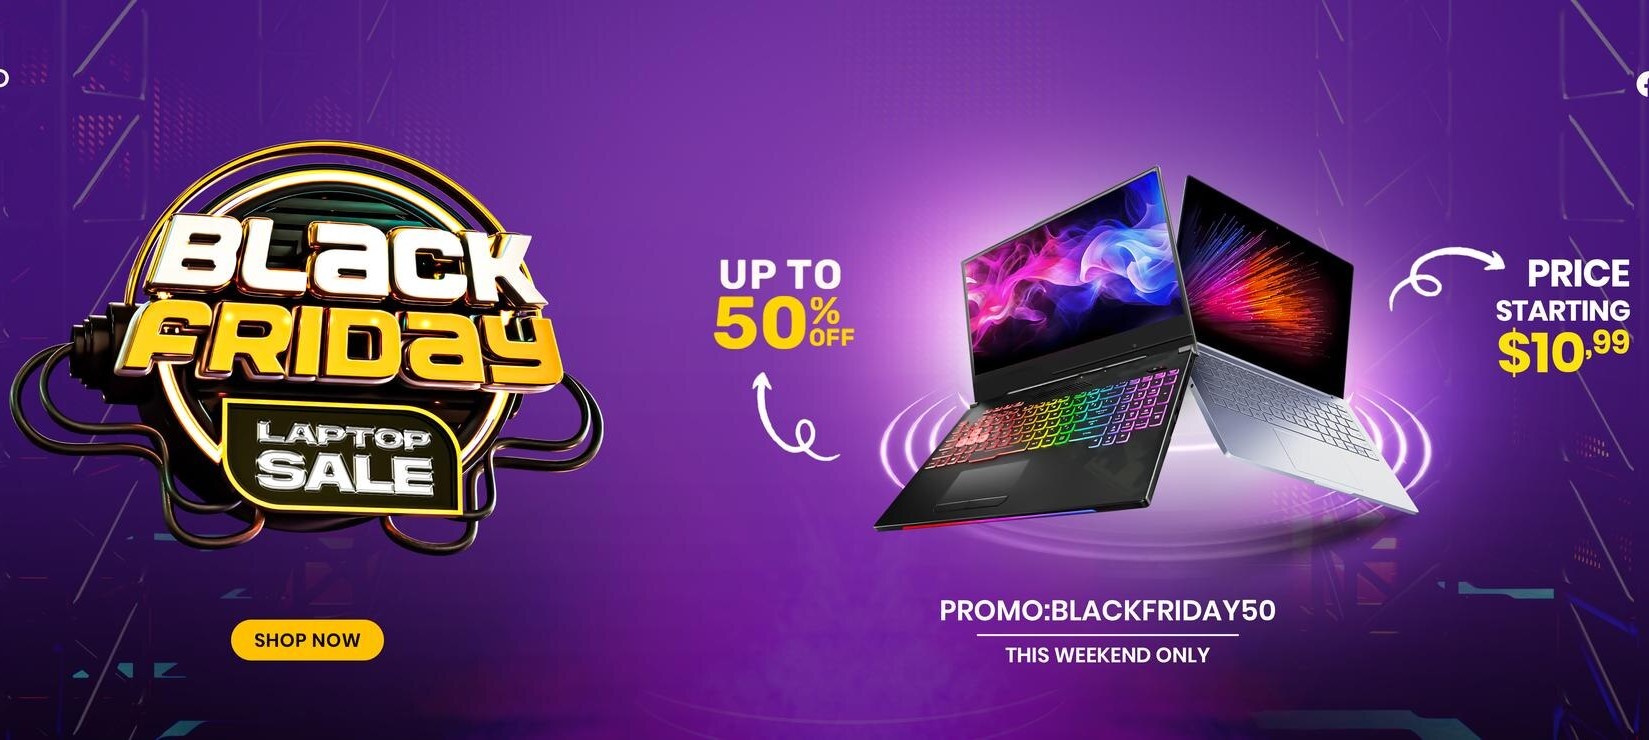 BLACK
FRIDAY
LAPTOP
SALE
SHOP NOW
UP TO
50%
OFF
PRICE
STARTING
$10,99
PROMO:BLACKFRIDAY50
THIS WEEKEND ONLY